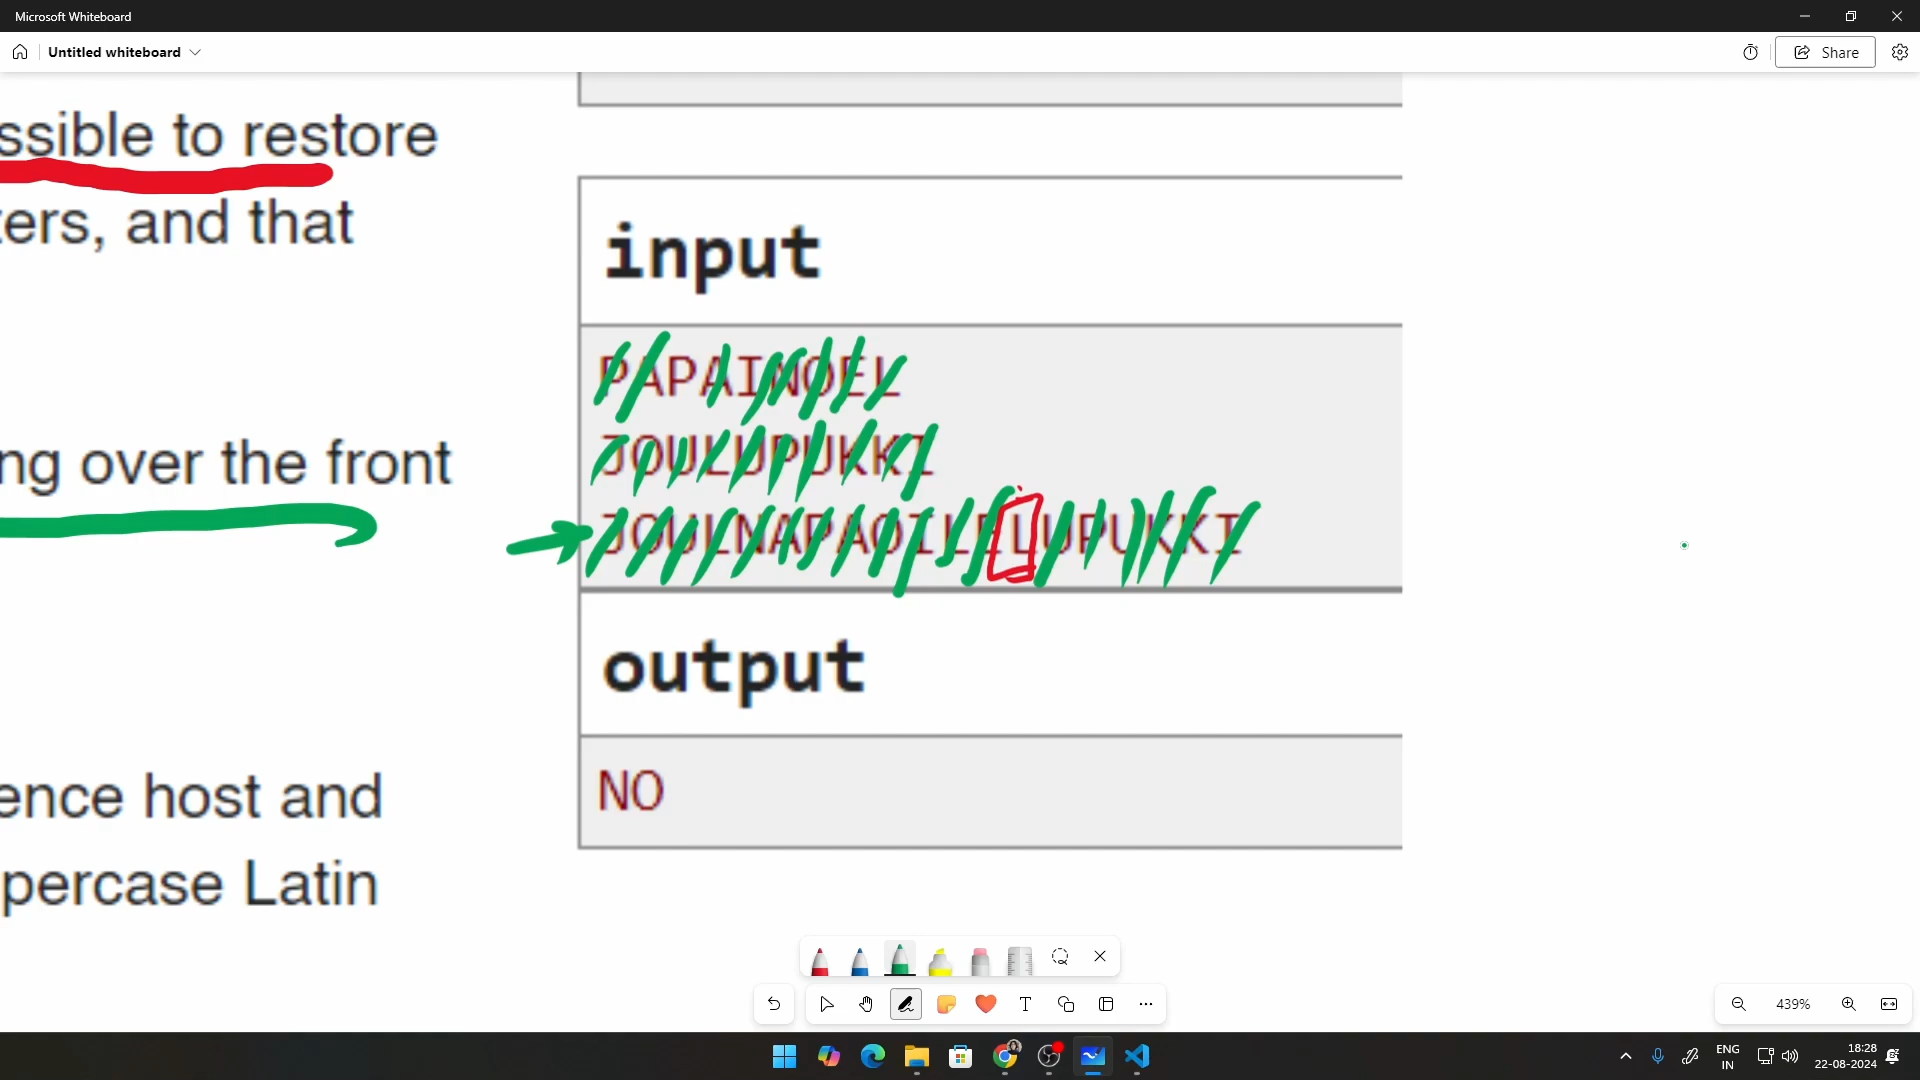 Microsoft Whiteboard
Untitled whiteboard
Share
ssible to restore
ters, and that
ng over the front
ence host and
percase Latin
input
PAPAINOEL
JOULUPUKKI
JOULNAPAOILELUPUKKI
output
NO
439%
ENG
IN
18:28
22-08-2024